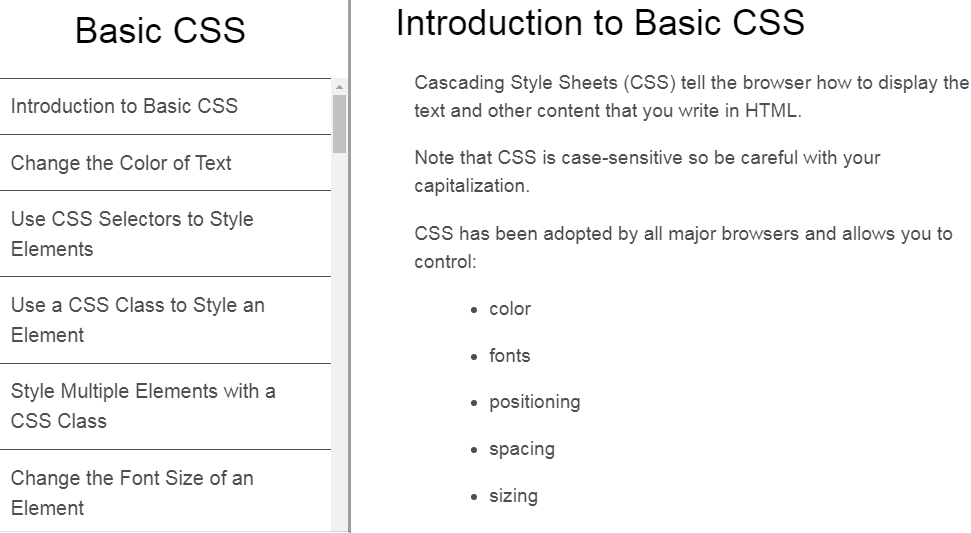 Basic CSS
Introduction to Basic CSS
Change the Color of Text
Use CSS Selectors to Style
Elements
Use a CSS Class to Style an
Element
Style Multiple Elements with a
CSS Class
Change the Font Size of an
Element
Introduction to Basic CSS
Cascading Style Sheets (CSS) tell the browser how to display the
text and other content that you write in HTML.
Note that CSS is case-sensitive so be careful with your
capitalization.
CSS has been adopted by all major browsers and allows you to
control:
• color
• fonts
• positioning
• spacing
• sizing